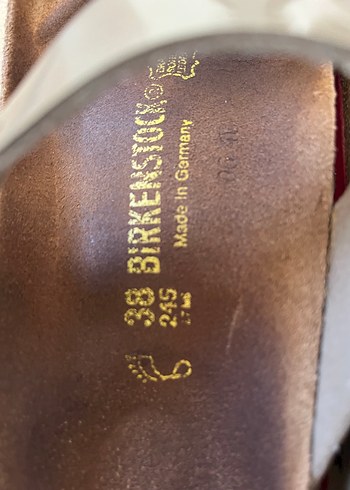 BIRKENSTOCK®
Made in Germany
38
245